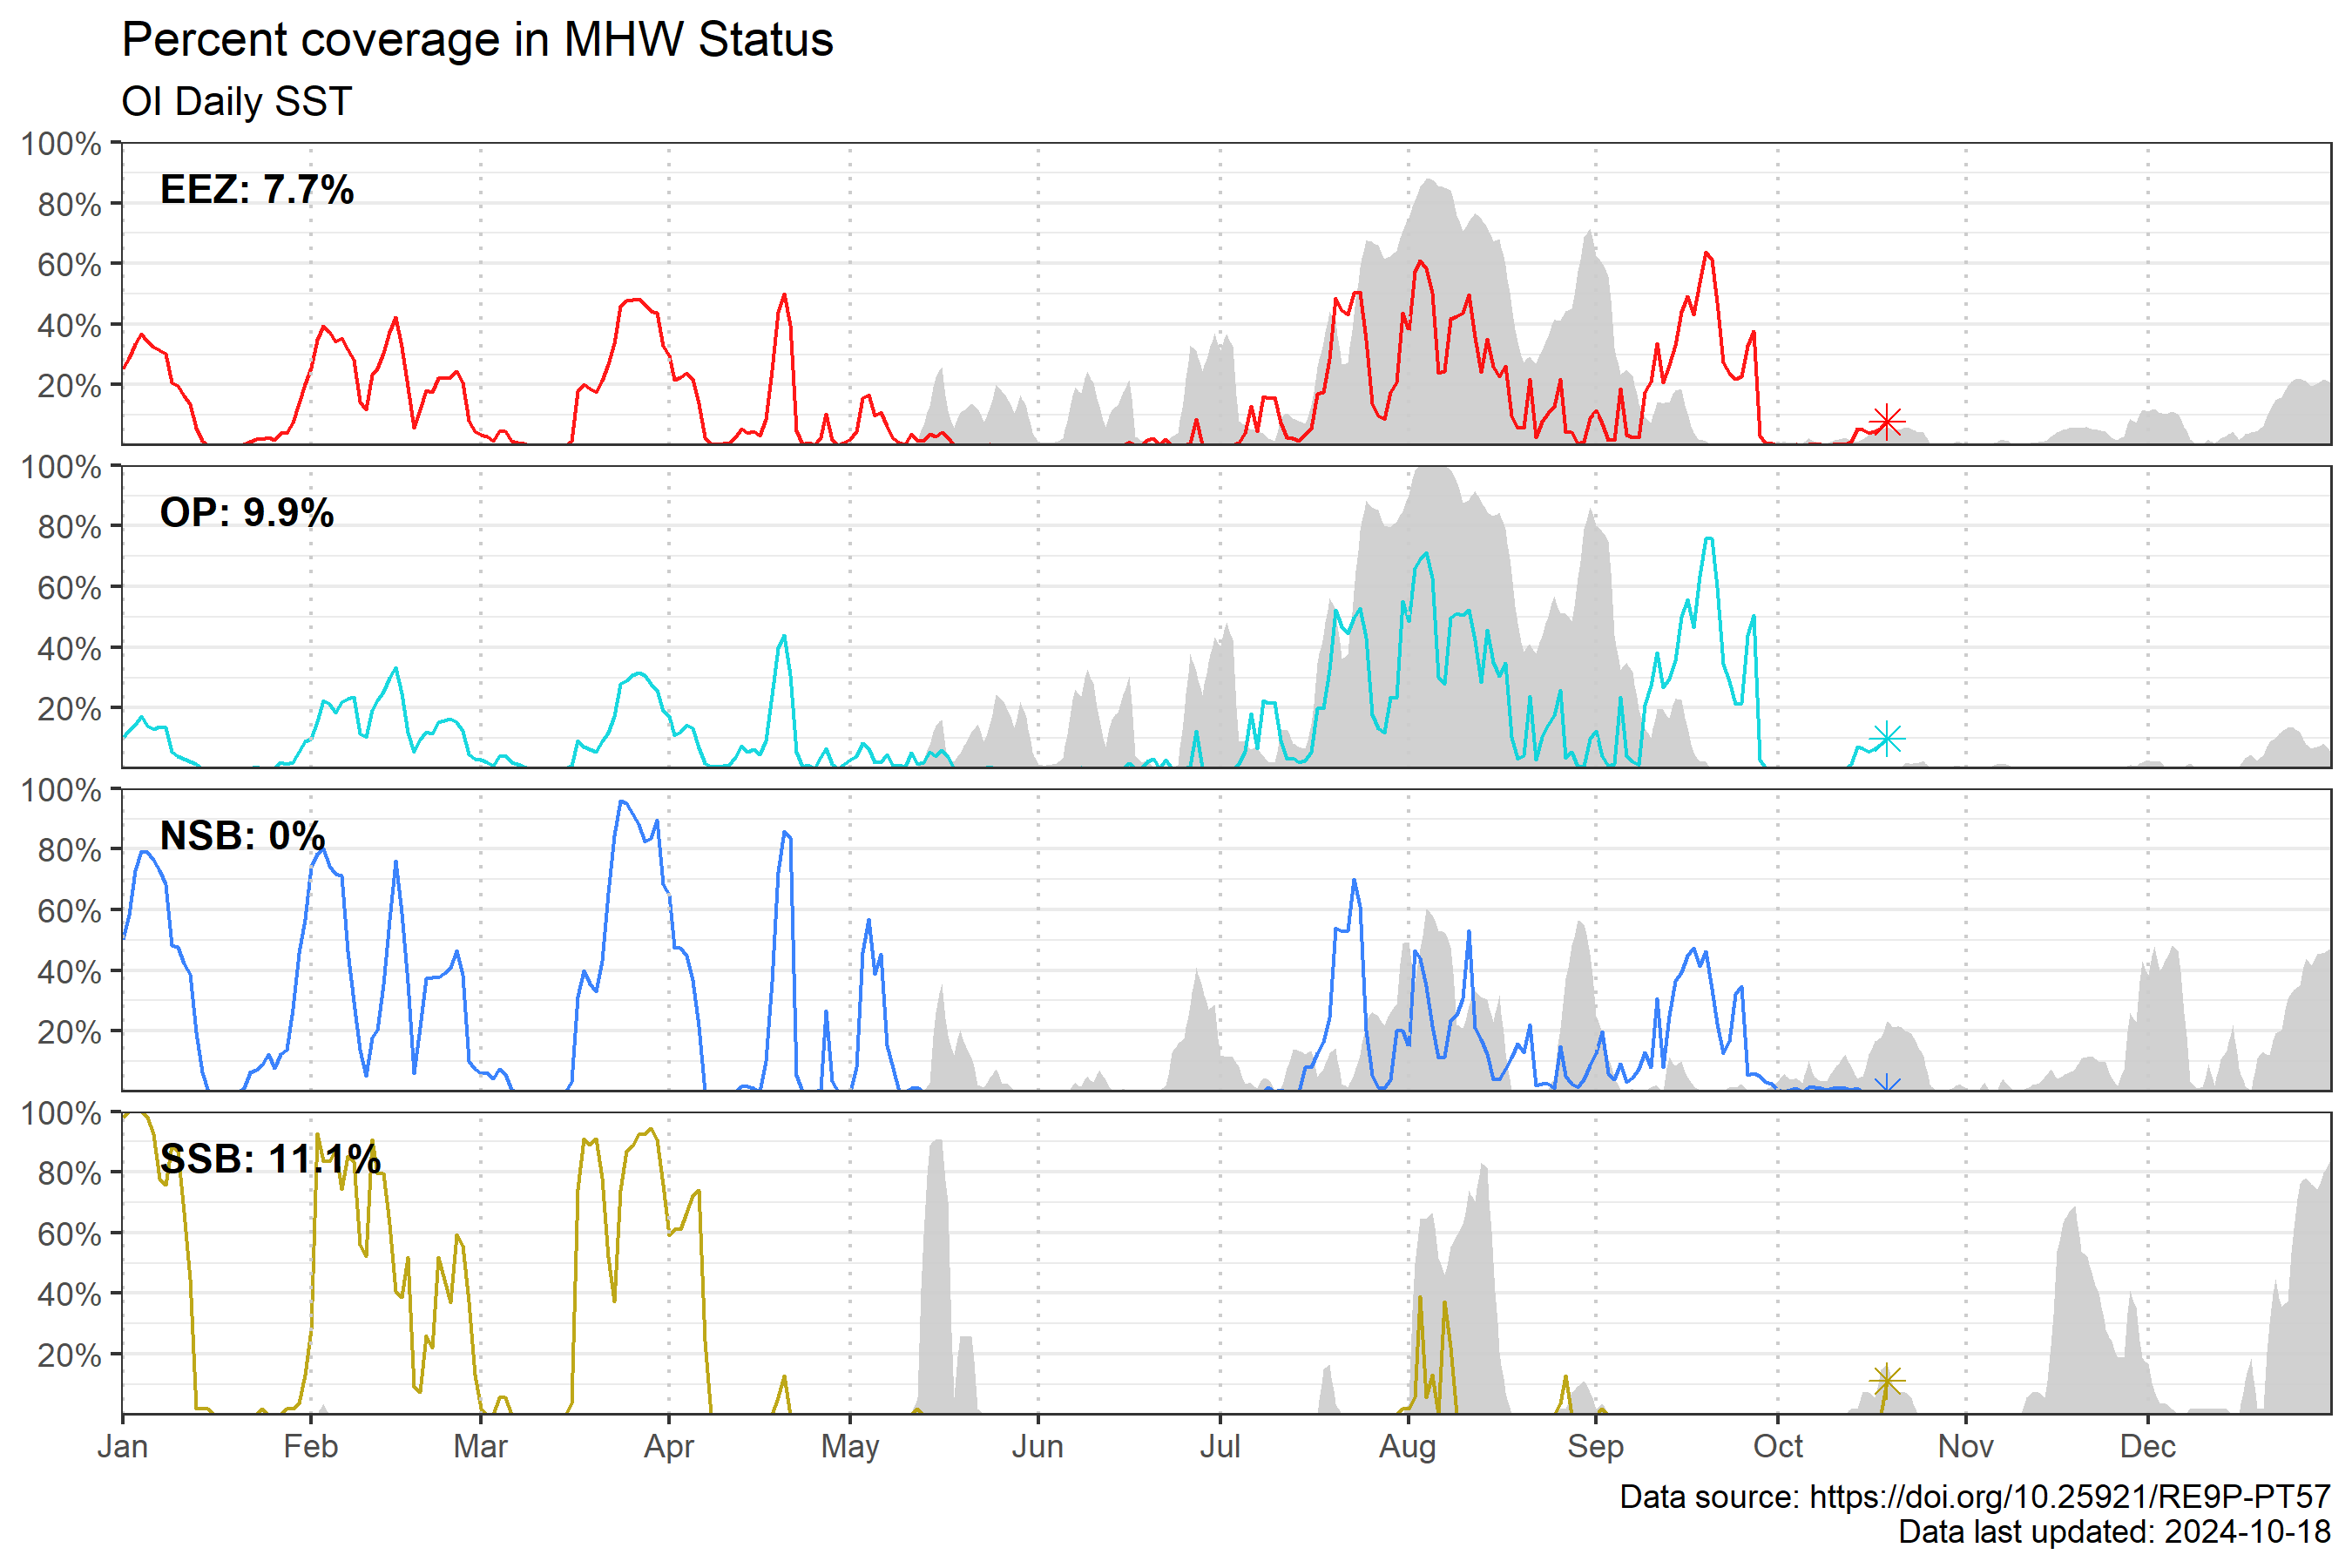 Percent coverage in MHW Status
OI Daily SST
100%
80%
60%
40%
20%
EEZ: 7.7%
100%
80%
60%
40%
20%
OP: 9.9%
100%
80%
60%
40%
20%
NSB: 0%
100%
80%
60%
40%
20%
SSB: 11.1%
Jan Feb Mar Apr May Jun Jul Aug Sep Oct Nov Dec
Data source: https://doi.org/10.25921/RE9P-PT57
Data last updated: 2024-10-18